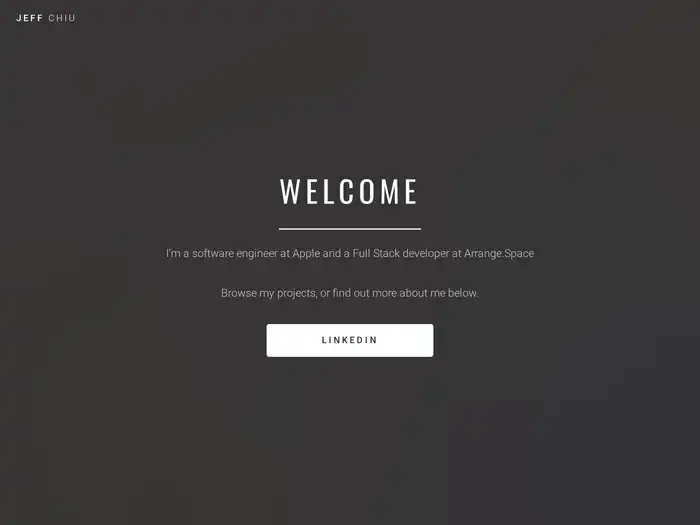 JEFF CHIU
WELCOME
I'm a software engineer at Apple and a Full Stack developer at Arrange.Space
Browse my projects, or find out more about me below.
LINKEDIN